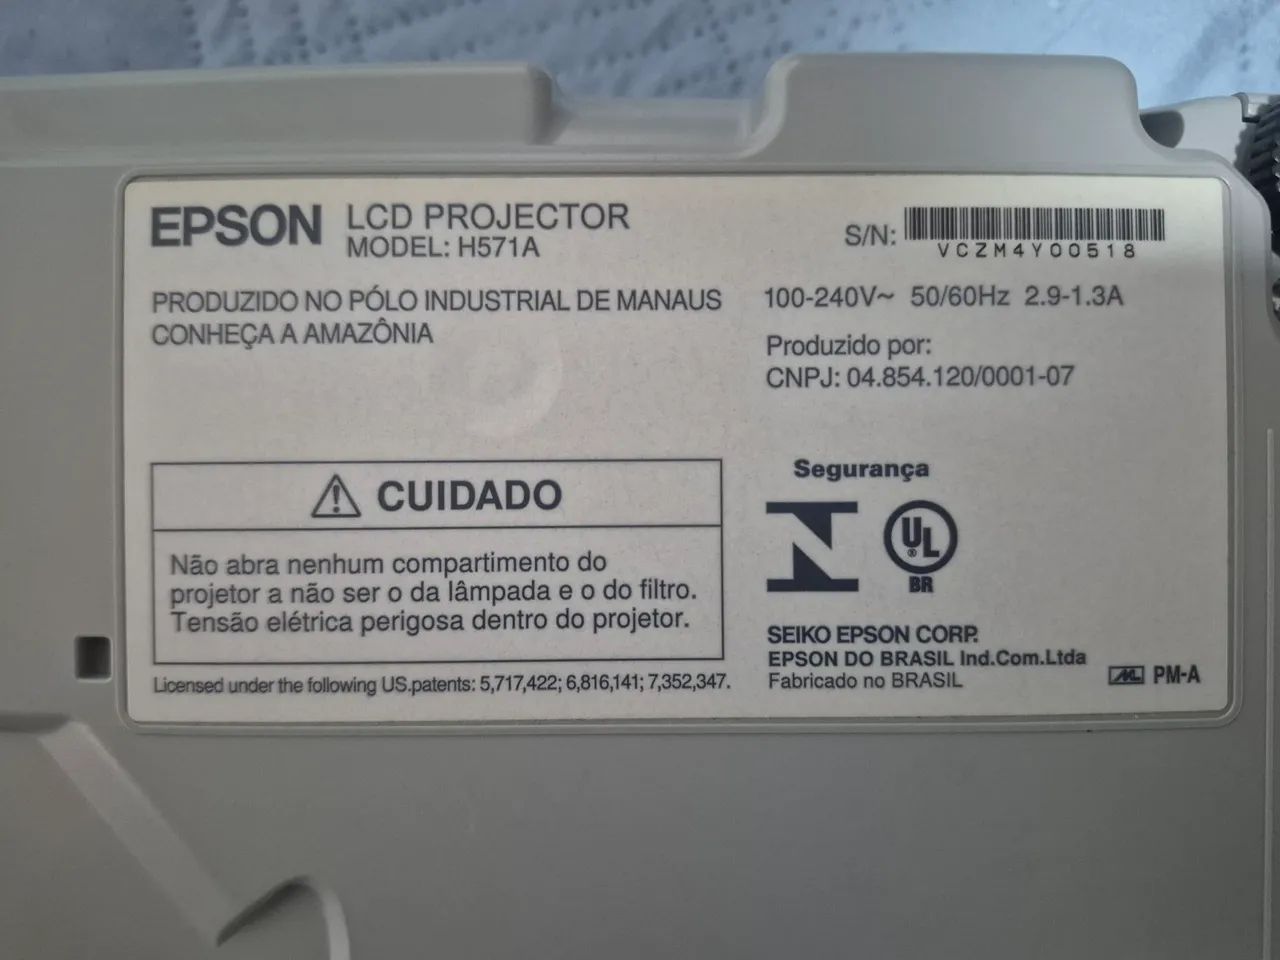 EPSON LCD PROJECTOR
MODEL: H571A
S/N:
VCZM4Y00518
PRODUZIDO NO PÓLO INDUSTRIAL DE MANAUS
CONHEÇA A AMAZÔNIA
100-240V~ 50/60Hz 2.9-1.3A
Produzido por:
CNPJ: 04.854.120/0001-07
CUIDADO
Não abra nenhum compartimento do
projetor a não ser o da lâmpada e o do filtro.
Tensão elétrica perigosa dentro do projetor.
Licensed under the following US.patents: 5,717,422; 6,816,141; 7,352,347.
Segurança
UL®
BR
SEIKO EPSON CORP.
EPSON DO BRASIL Ind.Com.Ltda
Fabricado no BRASIL
PM-A